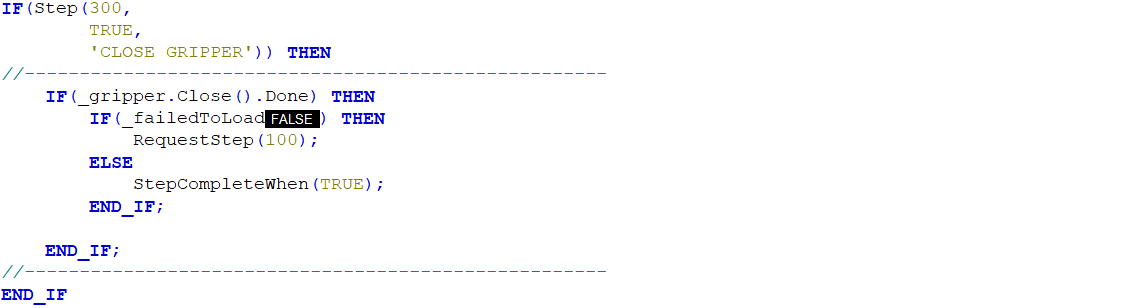 IF(Step(300,
        TRUE,
        'CLOSE GRIPPER')) THEN
//-----------------------------------------------------
    IF(_gripper.Close().Done) THEN
        IF(_failedToLoad FALSE ) THEN
            RequestStep(100);
        ELSE
            StepCompleteWhen(TRUE);
        END_IF;
    END_IF;
//-----------------------------------------------------
END_IF